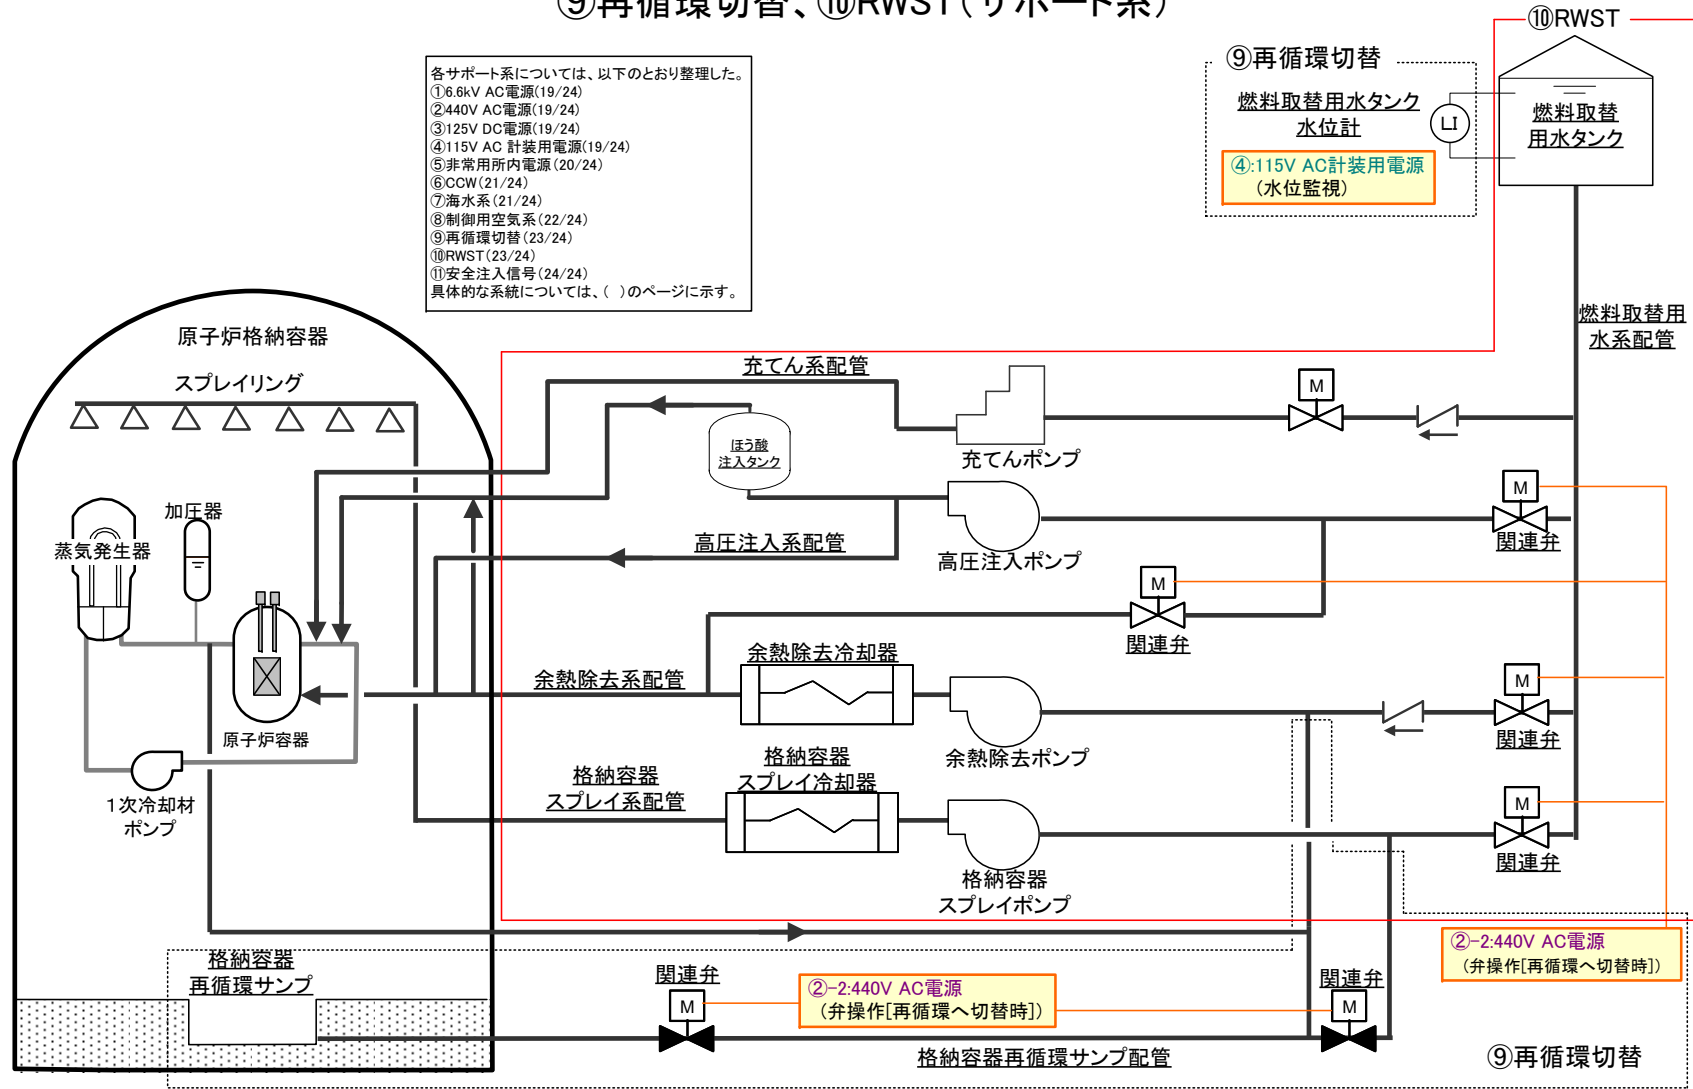 ⑨再循環切替、⑩RWST(サポート系)
⑩RWST
各サポート系については、以下のとおり整理した。
①6.6kV AC電源(19/24)
②440V AC電源(19/24)
③125V DC電源(19/24)
④115V AC 計装用電源(19/24)
⑤非常用所内電源(20/24)
⑥CCW(21/24)
⑦海水系(21/24)
⑧制御用空気系(22/24)
⑨再循環切替(23/24)
⑩RWST(23/24)
⑪安全注入信号(24/24)
具体的な系統については、( )のページに示す。
⑨再循環切替
燃料取替用水タンク
水位計
LI
④:115V AC計装用電源
(水位監視)
燃料取替
用水タンク
燃料取替用
水系配管
原子炉格納容器
スプレイリング
充てん系配管
M
ほう酸
注入タンク
充てんポンプ
加圧器
蒸気発生器
高圧注入系配管
高圧注入ポンプ
M
関連弁
M
関連弁
余熱除去系配管
余熱除去冷却器
M
関連弁
原子炉容器
余熱除去ポンプ
1次冷却材
ポンプ
格納容器
スプレイ系配管
格納容器
スプレイ冷却器
M
関連弁
格納容器
スプレイポンプ
格納容器
再循環サンプ
関連弁
M
②-2:440V AC電源
(弁操作[再循環へ切替時])
関連弁
M
②-2:440V AC電源
(弁操作[再循環へ切替時])
格納容器再循環サンプ配管
⑨再循環切替